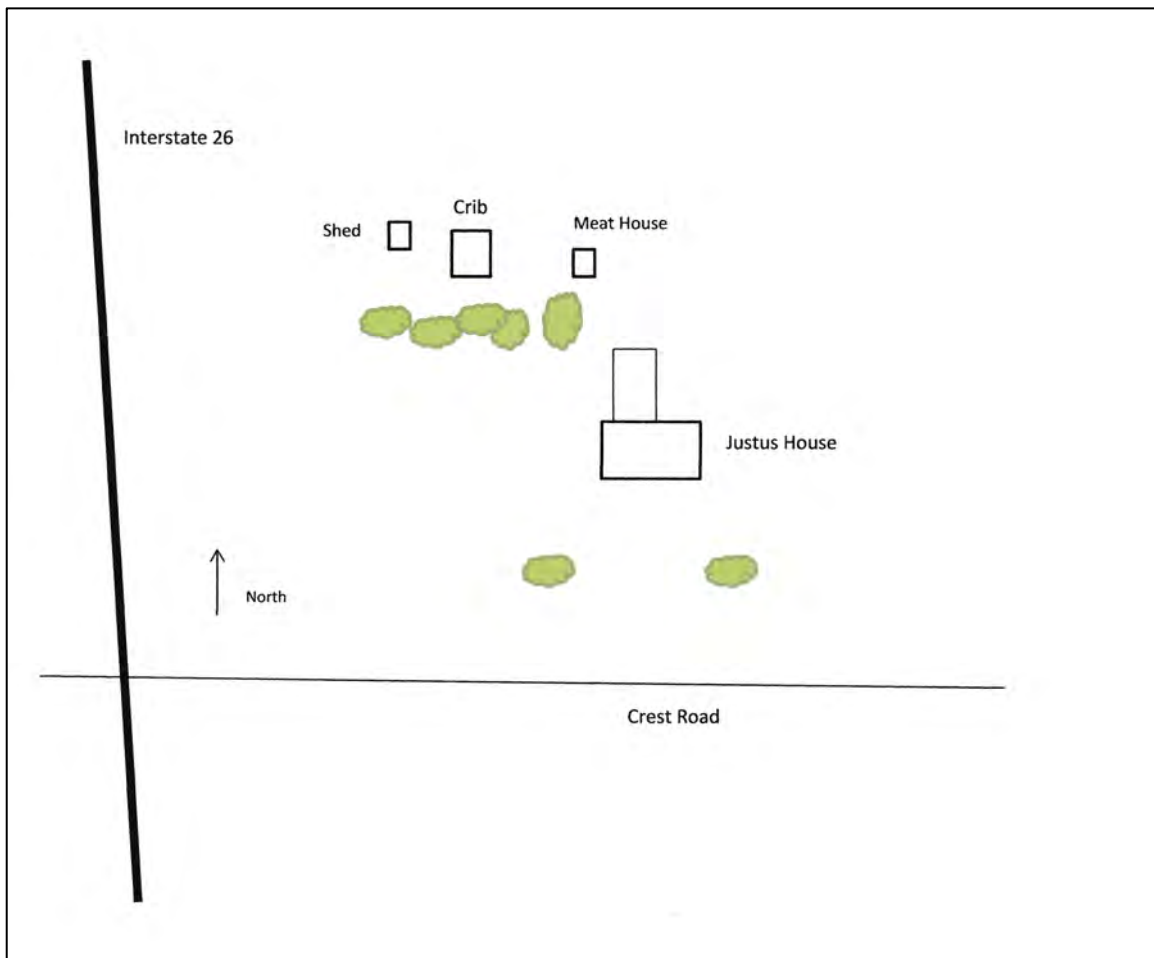 Interstate 26
Crib
Shed
Meat House
Justus House
North
Crest Road